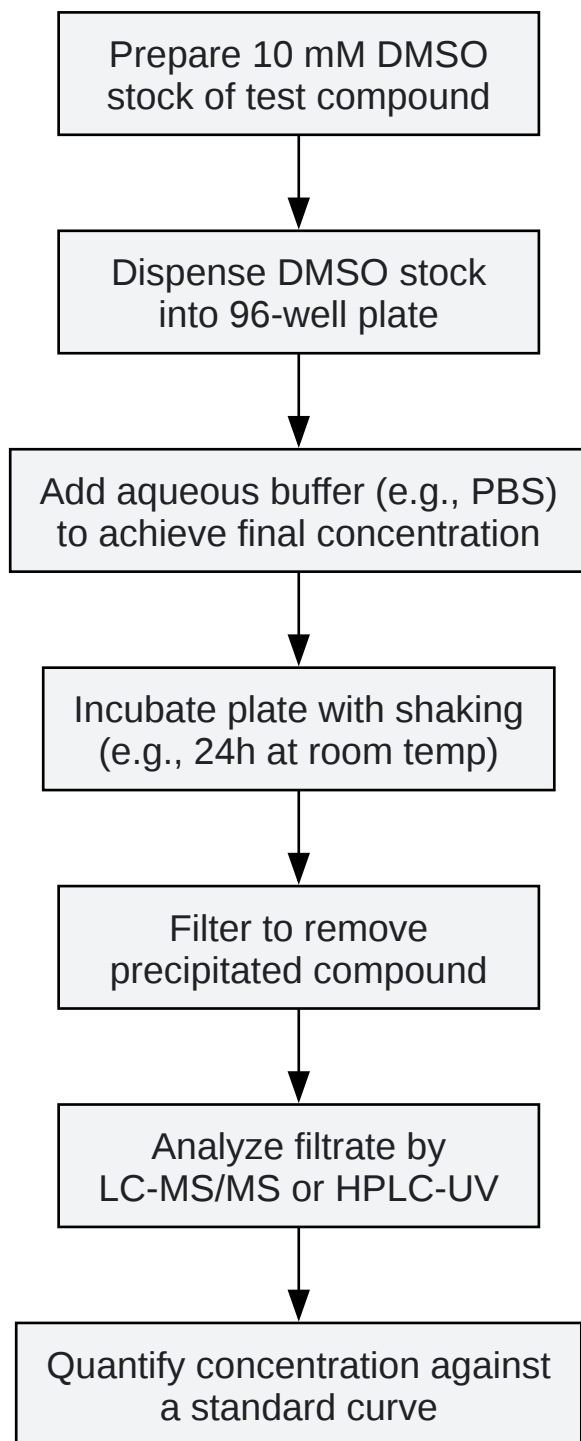 Prepare 10 mM DMSO
stock of test compound
Dispense DMSO stock
into 96-well plate
Add aqueous buffer (e.g., PBS)
to achieve final concentration
Incubate plate with shaking
(e.g., 24h at room temp)
Filter to remove
precipitated compound
Analyze filtrate by
LC-MS/MS or HPLC-UV
Quantify concentration against
a standard curve